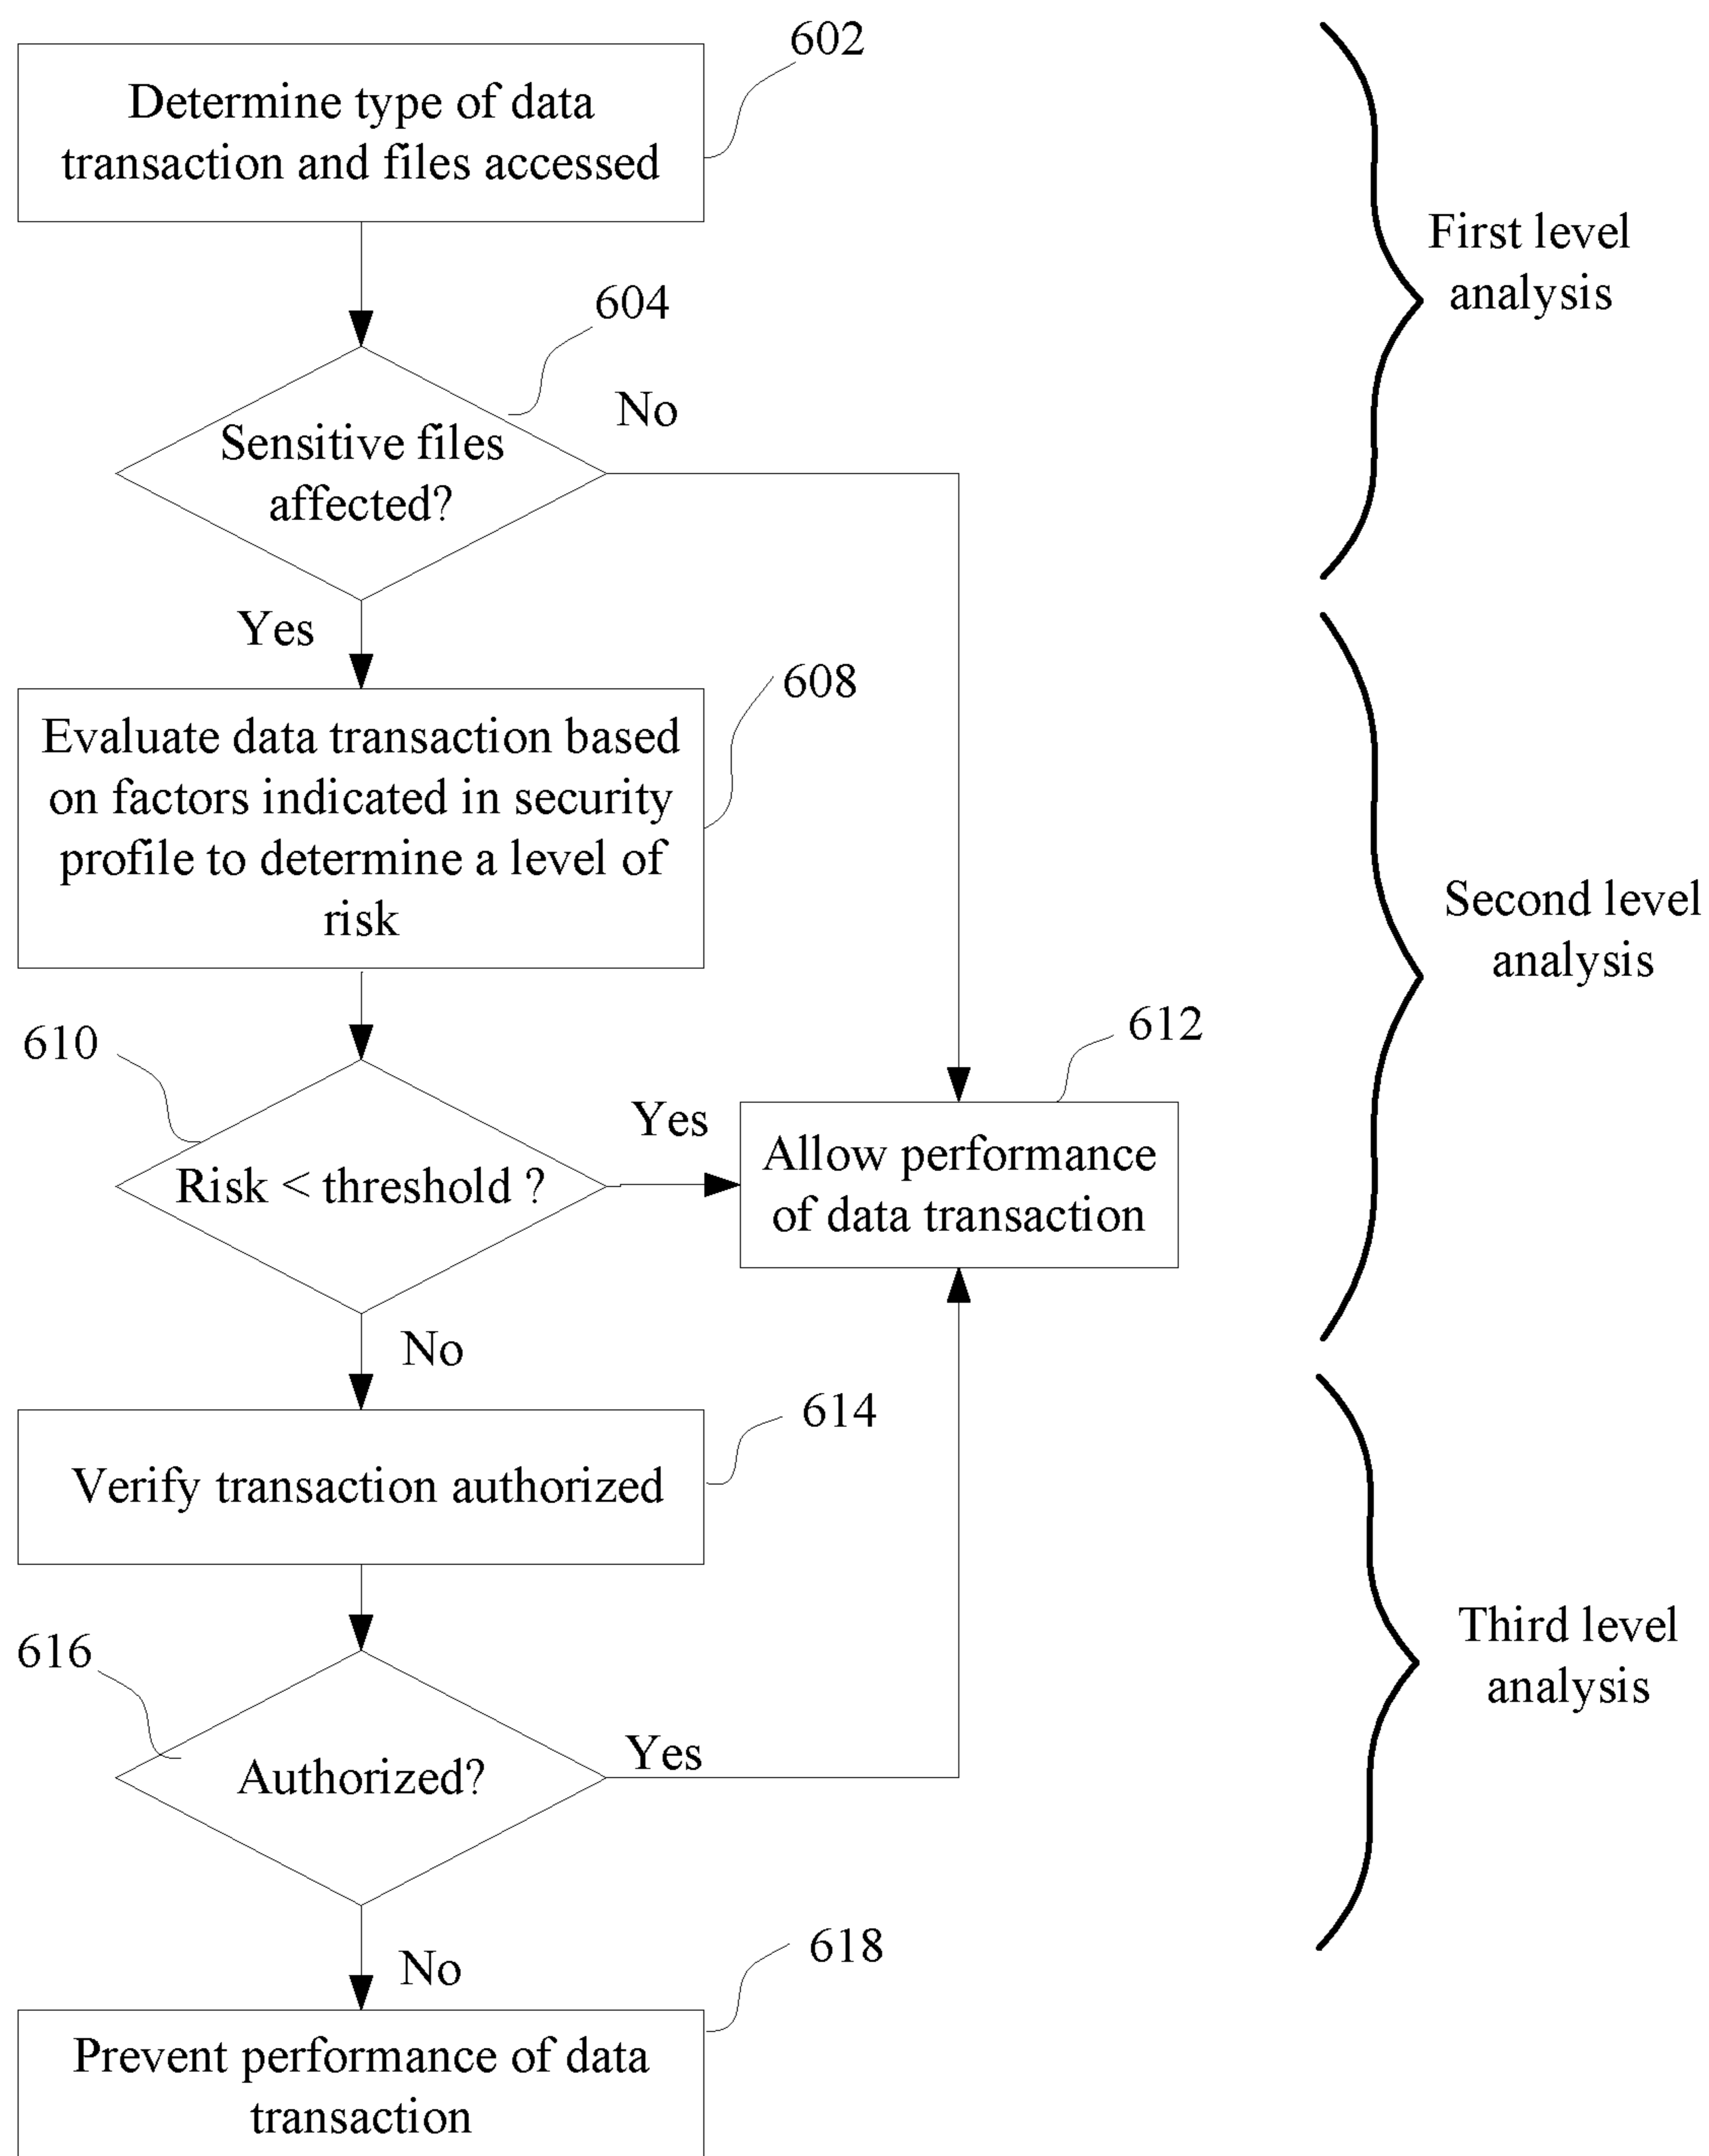 602
Determine type of data
transaction and files accessed
First level
analysis
604
No
Sensitive files
affected?
Yes
608
Evaluate data transaction based
on factors indicated in security
profile to determine a level of
risk
Second level
analysis
610
612
Yes
Risk < threshold ?
Allow performance
of data transaction
No
614
Verify transaction authorized
Third level
analysis
616
Yes
Authorized?
No
618
Prevent performance of data
transaction